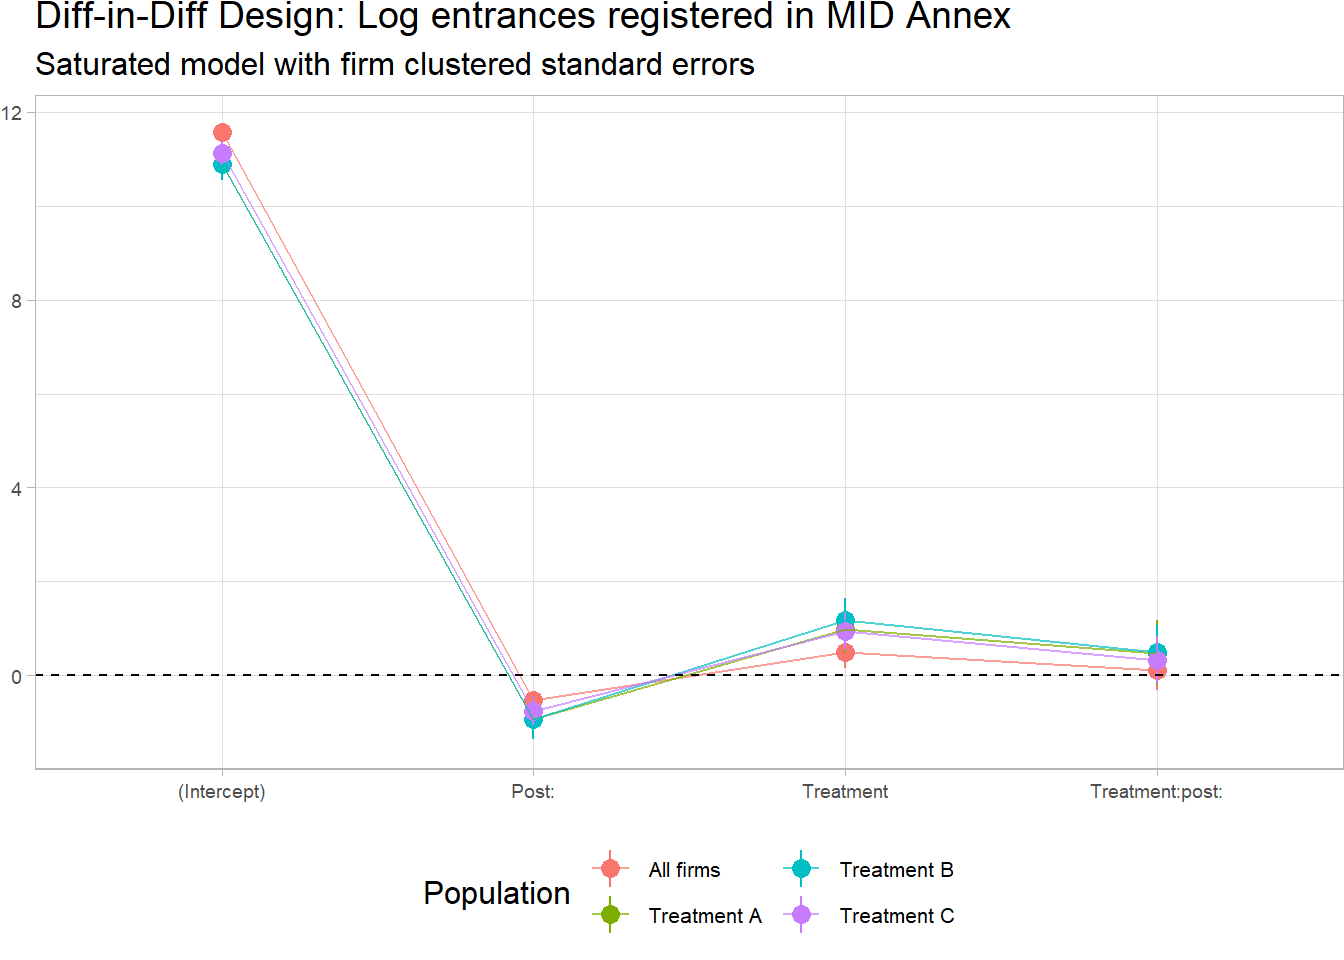 Diff-in-Diff Design: Log entrances registered in MID Annex
Saturated model with firm clustered standard errors
12
8
4
0
(Intercept) Post: Treatment Treatment:post:
Population
All firms
Treatment A
Treatment B
Treatment C